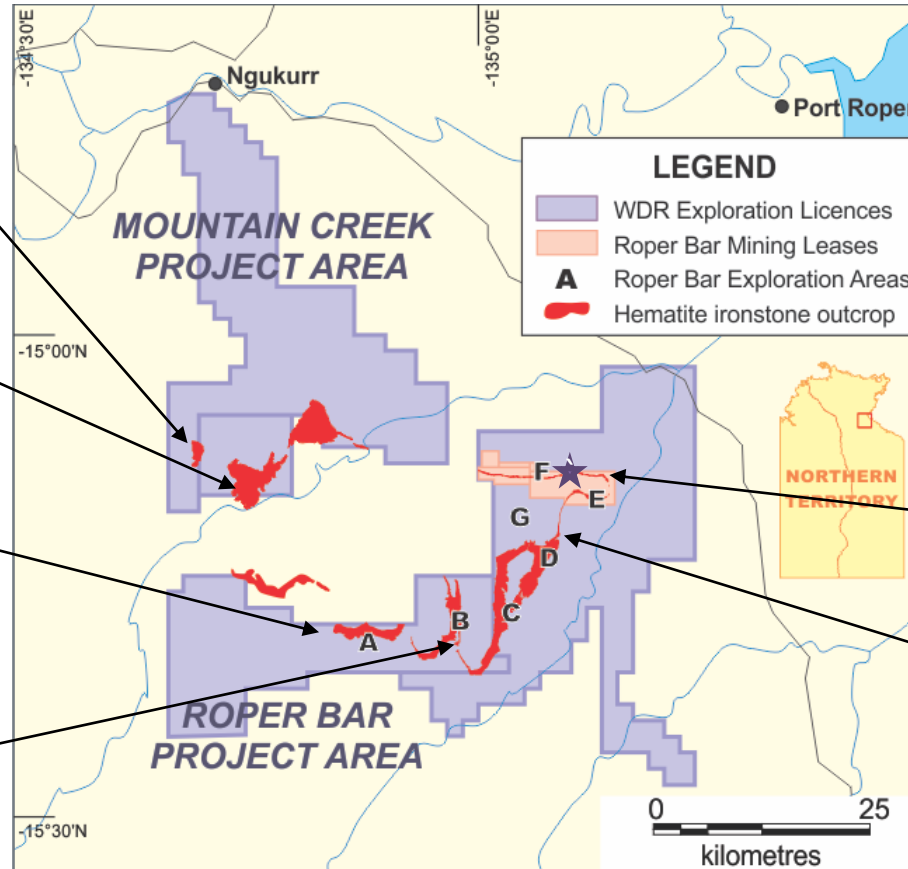 -134°30'E
-135°00'E
Ngukurr
Port Roper
LEGEND
WDR Exploration Licences
Roper Bar Mining Leases
A Roper Bar Exploration Areas
Hematite ironstone outcrop
MOUNTAIN CREEK
PROJECT AREA
-15°00'N
NORTHERN
TERRITORY
F
E
G
D
C
B
A
ROPER BAR
PROJECT AREA
-15°30'N
0 25
kilometres